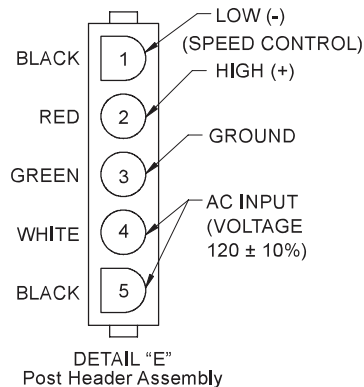 LOW (-)
(SPEED CONTROL)
BLACK
1
HIGH (+)
RED
2
GROUND
GREEN
3
AC INPUT
(VOLTAGE
120 ± 10%)
WHITE
4
BLACK
5
DETAIL “E”
Post Header Assembly